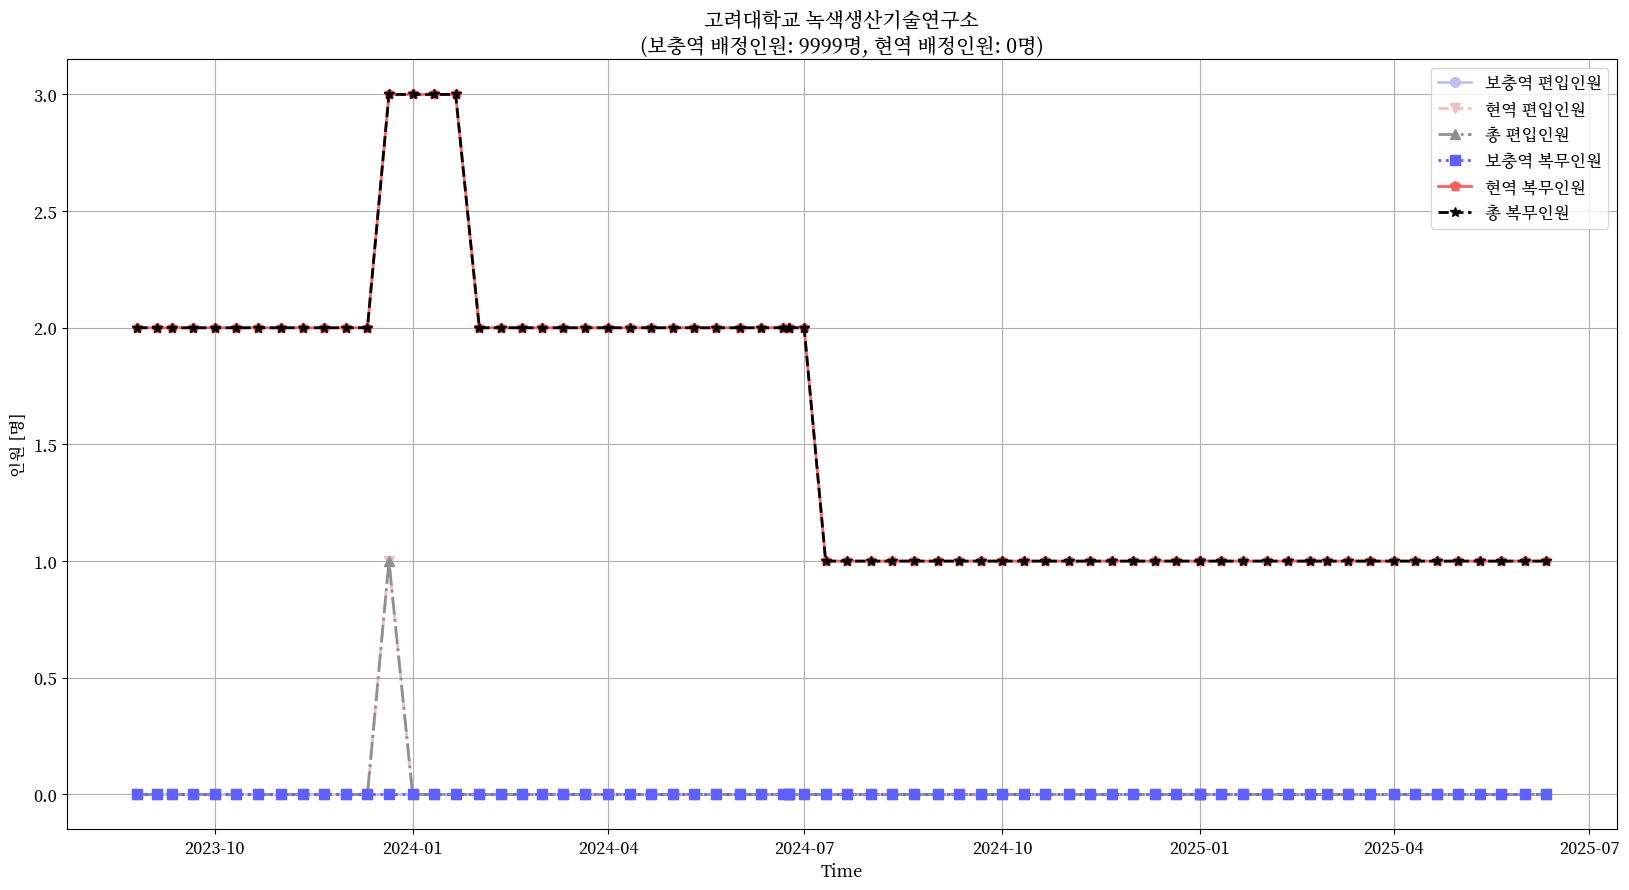 고려대학교 녹색생산기술연구소
(보충역 배정인원: 9999명, 현역 배정인원: 0명)
보충역 편입인원
현역 편입인원
총 편입인원
보충역 복무인원
현역 복무인원
총 복무인원
인원 [명]
3.0
2.5
2.0
1.5
1.0
0.5
0.0
2023-10
2024-01
2024-04
2024-07
2024-10
2025-01
2025-04
2025-07
Time